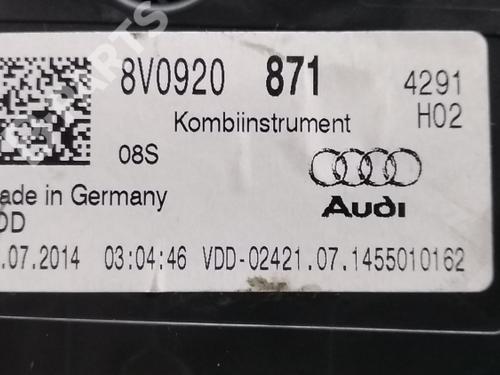 8V0920 871 4291
Kombiinstrument H02
08S
ade in Germany
DD
Audi
.07.2014 03:04:46 VDD-02421.07.1455010162
PARTS